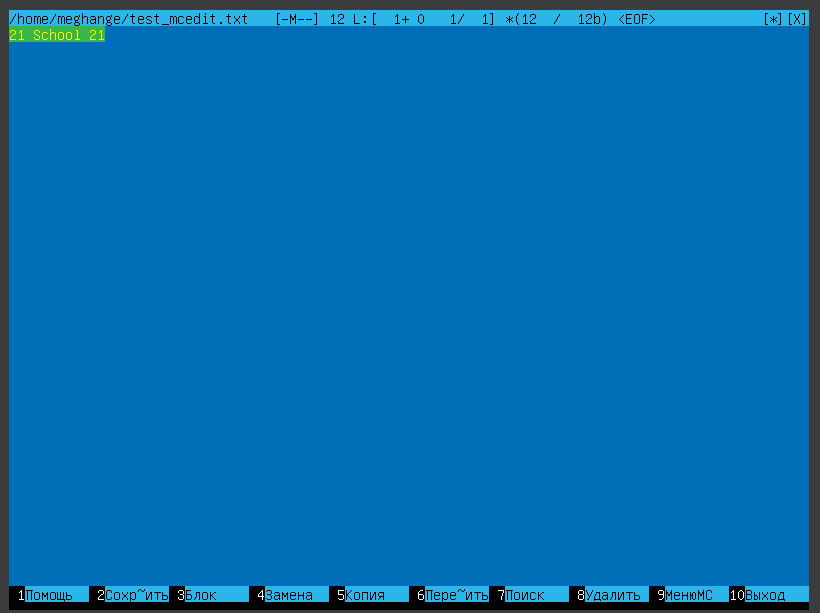 /home/meghange/test_mcedit.txt [-M--] 12 L:[ 1+ 0 1/ 1] *(12 / 12b) <EOF> [*][X]
21 School 21
1Помощь 2Сохр~ить 3Блок 4Замена 5Копия 6Пере~ить 7Поиск 8Удалить 9МенюMC 10Выход